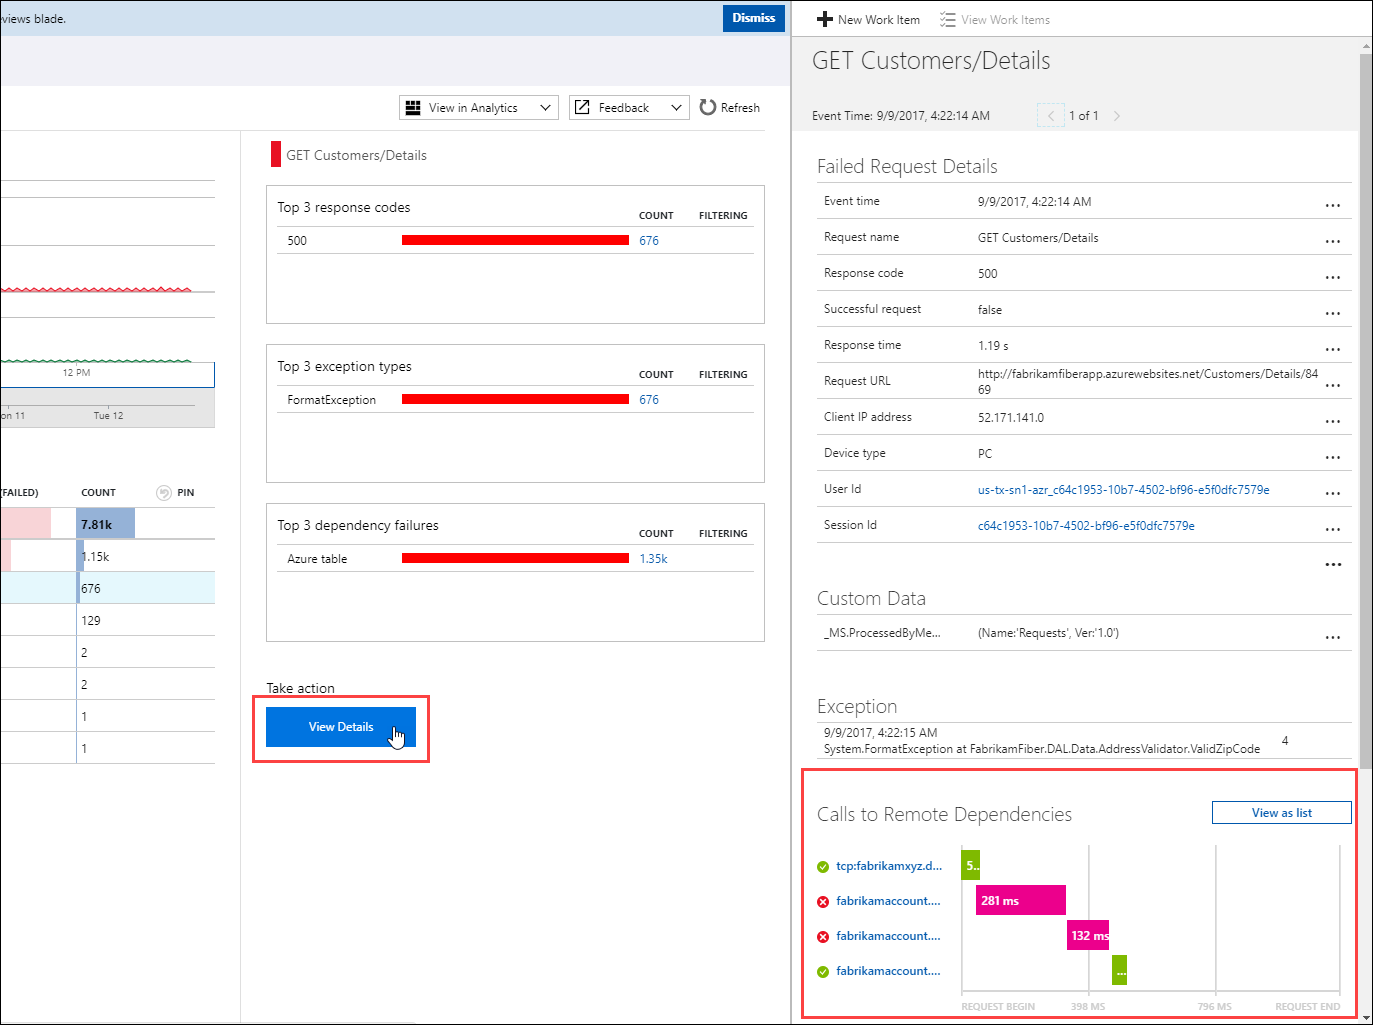 eviews blade.
Dismiss
View in Analytics
Feedback
Refresh
GET Customers/Details
Top 3 response codes
COUNT FILTERING
500 676
Top 3 exception types
COUNT FILTERING
FormatException 676
Top 3 dependency failures
COUNT FILTERING
Azure table 1.35k
Take action
View Details
12 PM
on 11 Tue 12
(FAILED) COUNT PIN
7.81k
1.15k
676
129
2
2
1
1
New Work Item View Work Items
GET Customers/Details
Event Time: 9/9/2017, 4:22:14 AM 1 of 1
Failed Request Details
Event time 9/9/2017, 4:22:14 AM ...
Request name GET Customers/Details ...
Response code 500 ...
Successful request false ...
Response time 1.19 s ...
Request URL http://fabrikamfiberapp.azurewebsites.net/Customers/Details/84
69 ...
Client IP address 52.171.141.0 ...
Device type PC ...
User Id us-tx-sn1-azr_c64c1953-10b7-4502-bf96-e5f0dfc7579e ...
Session Id c64c1953-10b7-4502-bf96-e5f0dfc7579e ...
...
Custom Data
_MS.ProcessedByMe... (Name:'Requests', Ver:'1.0') ...
Exception
9/9/2017, 4:22:15 AM
System.FormatException at FabrikamFiber.DAL.Data.AddressValidator.ValidZipCode 4
Calls to Remote Dependencies View as list
tcp:fabrikamxyz.d... 5...
fabrikamaccount.... 281 ms
fabrikamaccount.... 132 ms
fabrikamaccount.... ...
REQUEST BEGIN 398 MS 796 MS REQUEST END